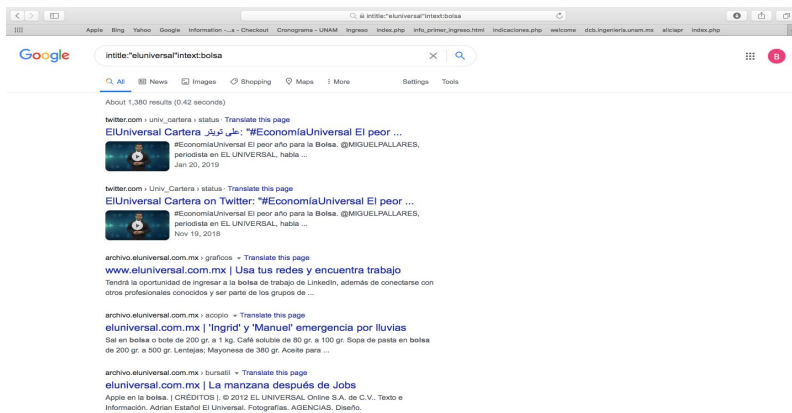 intitle:"eluniversal"intext:bolsa
Apple Bing Yahoo Google Information -...s - Checkout Cronograma - UNAM Ingreso index.php info_primer_ingreso.html indicaciones.php welcome dcb.ingenieria.unam.mx aliciapr index.php
Google
intitle:"eluniversal"intext:bolsa
B
All News Images Shopping Maps More Settings Tools
About 1,380 results (0.42 seconds)
twitter.com › univ_cartera › status · Translate this page
ElUniversal Cartera على تويتر: "#EconomíaUniversal El peor ...
#EconomíaUniversal El peor año para la Bolsa. @MIGUELPALLARES,
periodista en EL UNIVERSAL, habla ...
Jan 20, 2019
twitter.com › Univ_Cartera › status · Translate this page
ElUniversal Cartera on Twitter: "#EconomíaUniversal El peor ...
#EconomíaUniversal El peor año para la Bolsa. @MIGUELPALLARES,
periodista en EL UNIVERSAL, habla ...
Nov 19, 2018
archivo.eluniversal.com.mx › graficos Translate this page
www.eluniversal.com.mx | Usa tus redes y encuentra trabajo
Tendrá la oportunidad de ingresar a la bolsa de trabajo de LinkedIn, además de conectarse con
otros profesionales conocidos y ser parte de los grupos de ...
archivo.eluniversal.com.mx › acopio Translate this page
eluniversal.com.mx | 'Ingrid' y 'Manuel' emergencia por lluvias
Sal en bolsa o bote de 200 gr. a 1 kg. Café soluble de 80 gr. a 100 gr. Sopa de pasta en bolsa
de 200 gr. a 500 gr. Lentejas; Mayonesa de 380 gr. Aceite para ...
archivo.eluniversal.com.mx › bursatil Translate this page
eluniversal.com.mx | La manzana después de Jobs
Apple en la bolsa. | CRÉDITOS |. © 2012 EL UNIVERSAL Online S.A. de C.V.. Texto e
Información. Adrian Estañol El Universal. Fotografías. AGENCIAS. Diseño.